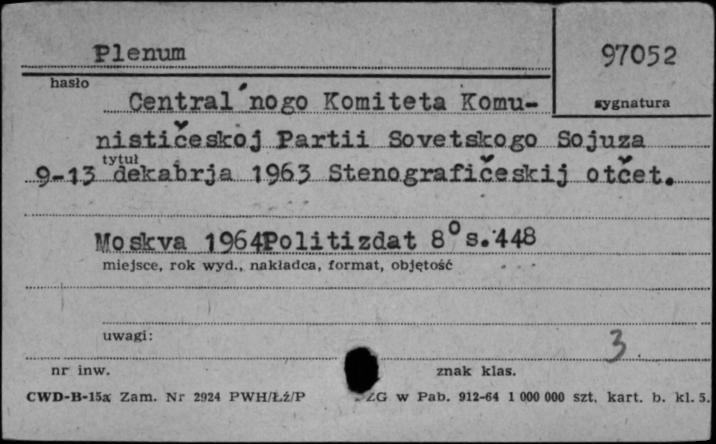 Plenum
97052
hasło
sygnatura
Central'nogo Komiteta Komu-
nističeskoj Partii Sovetskogo Sojuza
tytuł
9-13 dekabrja 1963 Stenografičeskij otčet.
Moskva 1964Politizdat 8° s.448
miejsce, rok wyd., nakładca, format, objętość
uwagi:
3
nr inw.
znak klas.
CWD-B-15a Zam. Nr 2924 PWH/Łź/P
ZG w Pab. 912-64 1 000 000 szt. kart. b. kl. 5.